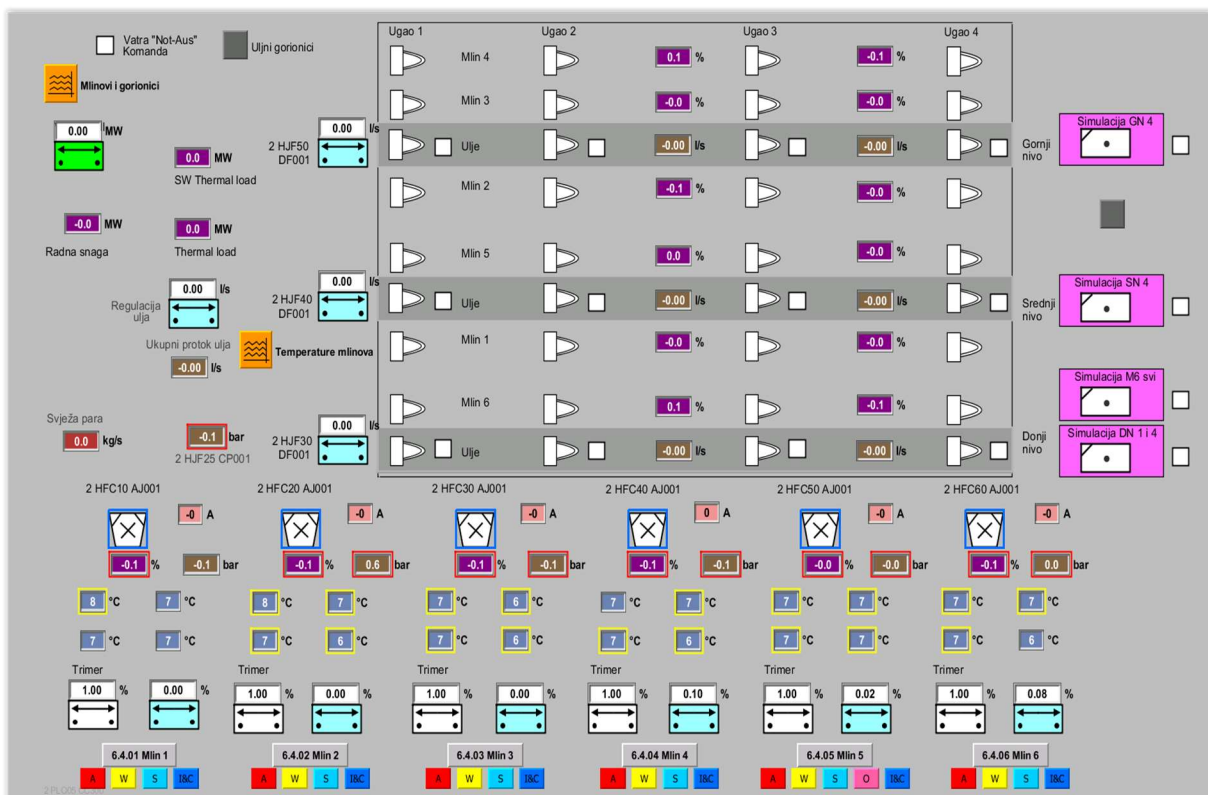 Vatra "Not-Aus"
Komanda
Uljni gorionici
Ugao 1
Ugao 2
Ugao 3
Ugao 4
Mlin 4
0.1 %
-0.1 %
Mlinovi i gorionici
Mlin 3
-0.0 %
-0.0 %
0.00 MW
0.0 MW
SW Thermal load
2 HJF50
DF001
0.00 l/s
Ulje
-0.00 l/s
-0.00 l/s
Gornji
nivo
Simulacija GN 4
Mlin 2
-0.1 %
-0.0 %
-0.0 MW
Radna snaga
0.0 MW
Thermal load
Mlin 5
0.0 %
-0.0 %
0.00 l/s
Regulacija
ulja
2 HJF40
DF001
0.00 l/s
Ulje
-0.00 l/s
-0.00 l/s
Srednji
nivo
Simulacija SN 4
Ukupni protok ulja
-0.00 l/s
Temperature mlinova
Mlin 1
-0.0 %
-0.0 %
Simulacija M6 svi
Mlin 6
0.1 %
-0.1 %
Svježa para
0.0 kg/s
-0.1 bar
2 HJF25 CP001
2 HJF30
DF001
0.00 l/s
Ulje
-0.00 l/s
-0.00 l/s
Donji
nivo
Simulacija DN 1 i 4
2 HFC10 AJ001
2 HFC20 AJ001
2 HFC30 AJ001
2 HFC40 AJ001
2 HFC50 AJ001
2 HFC60 AJ001
-0 A
-0 A
-0 A
0 A
-0 A
-0 A
-0.1 % -0.1 bar
-0.1 % 0.6 bar
-0.1 % -0.1 bar
-0.1 % -0.1 bar
-0.0 % -0.0 bar
-0.1 % 0.0 bar
8 °C 7 °C
8 °C 7 °C
7 °C 6 °C
7 °C 7 °C
7 °C 7 °C
7 °C 7 °C
7 °C 7 °C
7 °C 6 °C
7 °C 6 °C
7 °C 6 °C
7 °C 7 °C
7 °C 6 °C
Trimer
Trimer
Trimer
Trimer
Trimer
Trimer
1.00 % 0.00 %
1.00 % 0.00 %
1.00 % 0.00 %
1.00 % 0.10 %
1.00 % 0.02 %
1.00 % 0.08 %
6.4.01 Mlin 1
6.4.02 Mlin 2
6.4.03 Mlin 3
6.4.04 Mlin 4
6.4.05 Mlin 5
6.4.06 Mlin 6
A W S I&C
A W S I&C
A W S I&C
A W S I&C
A W S O I&C
A W S I&C